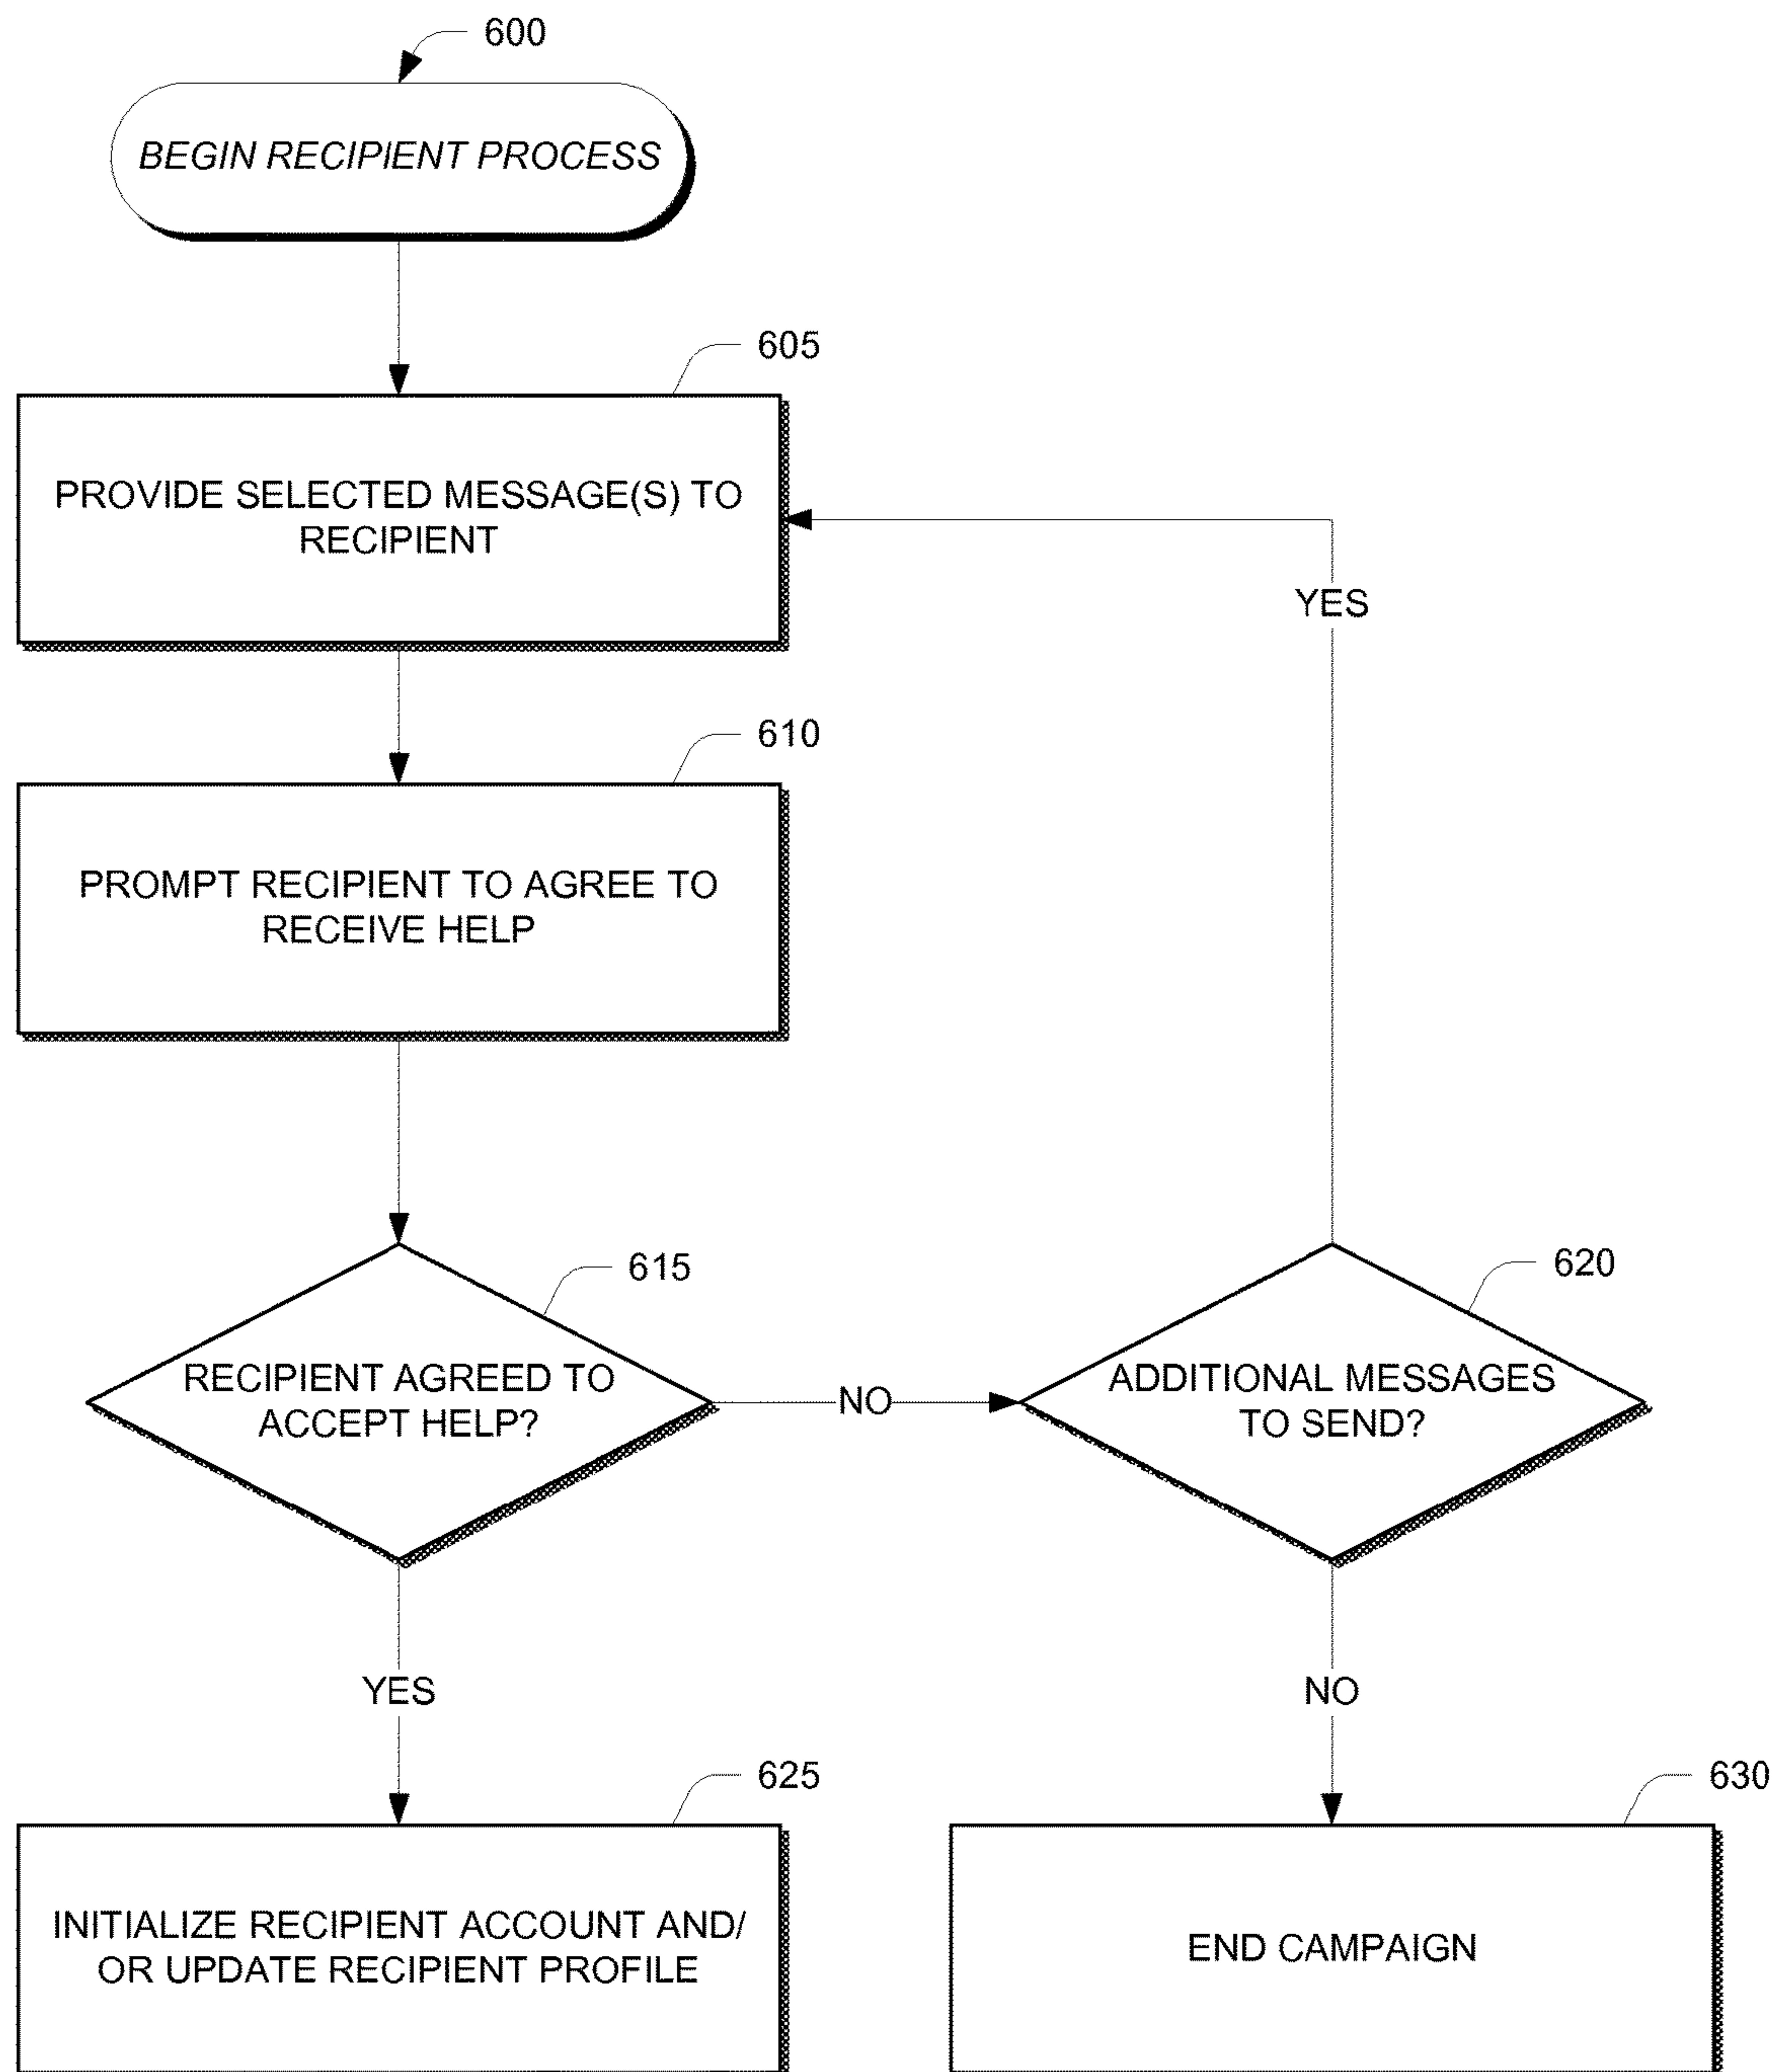 600
BEGIN RECIPIENT PROCESS
605
PROVIDE SELECTED MESSAGE(S) TO
RECIPIENT
YES
610
PROMPT RECIPIENT TO AGREE TO
RECEIVE HELP
615
RECIPIENT AGREED TO
ACCEPT HELP?
NO
620
ADDITIONAL MESSAGES
TO SEND?
YES
NO
625
INITIALIZE RECIPIENT ACCOUNT AND/
OR UPDATE RECIPIENT PROFILE
630
END CAMPAIGN